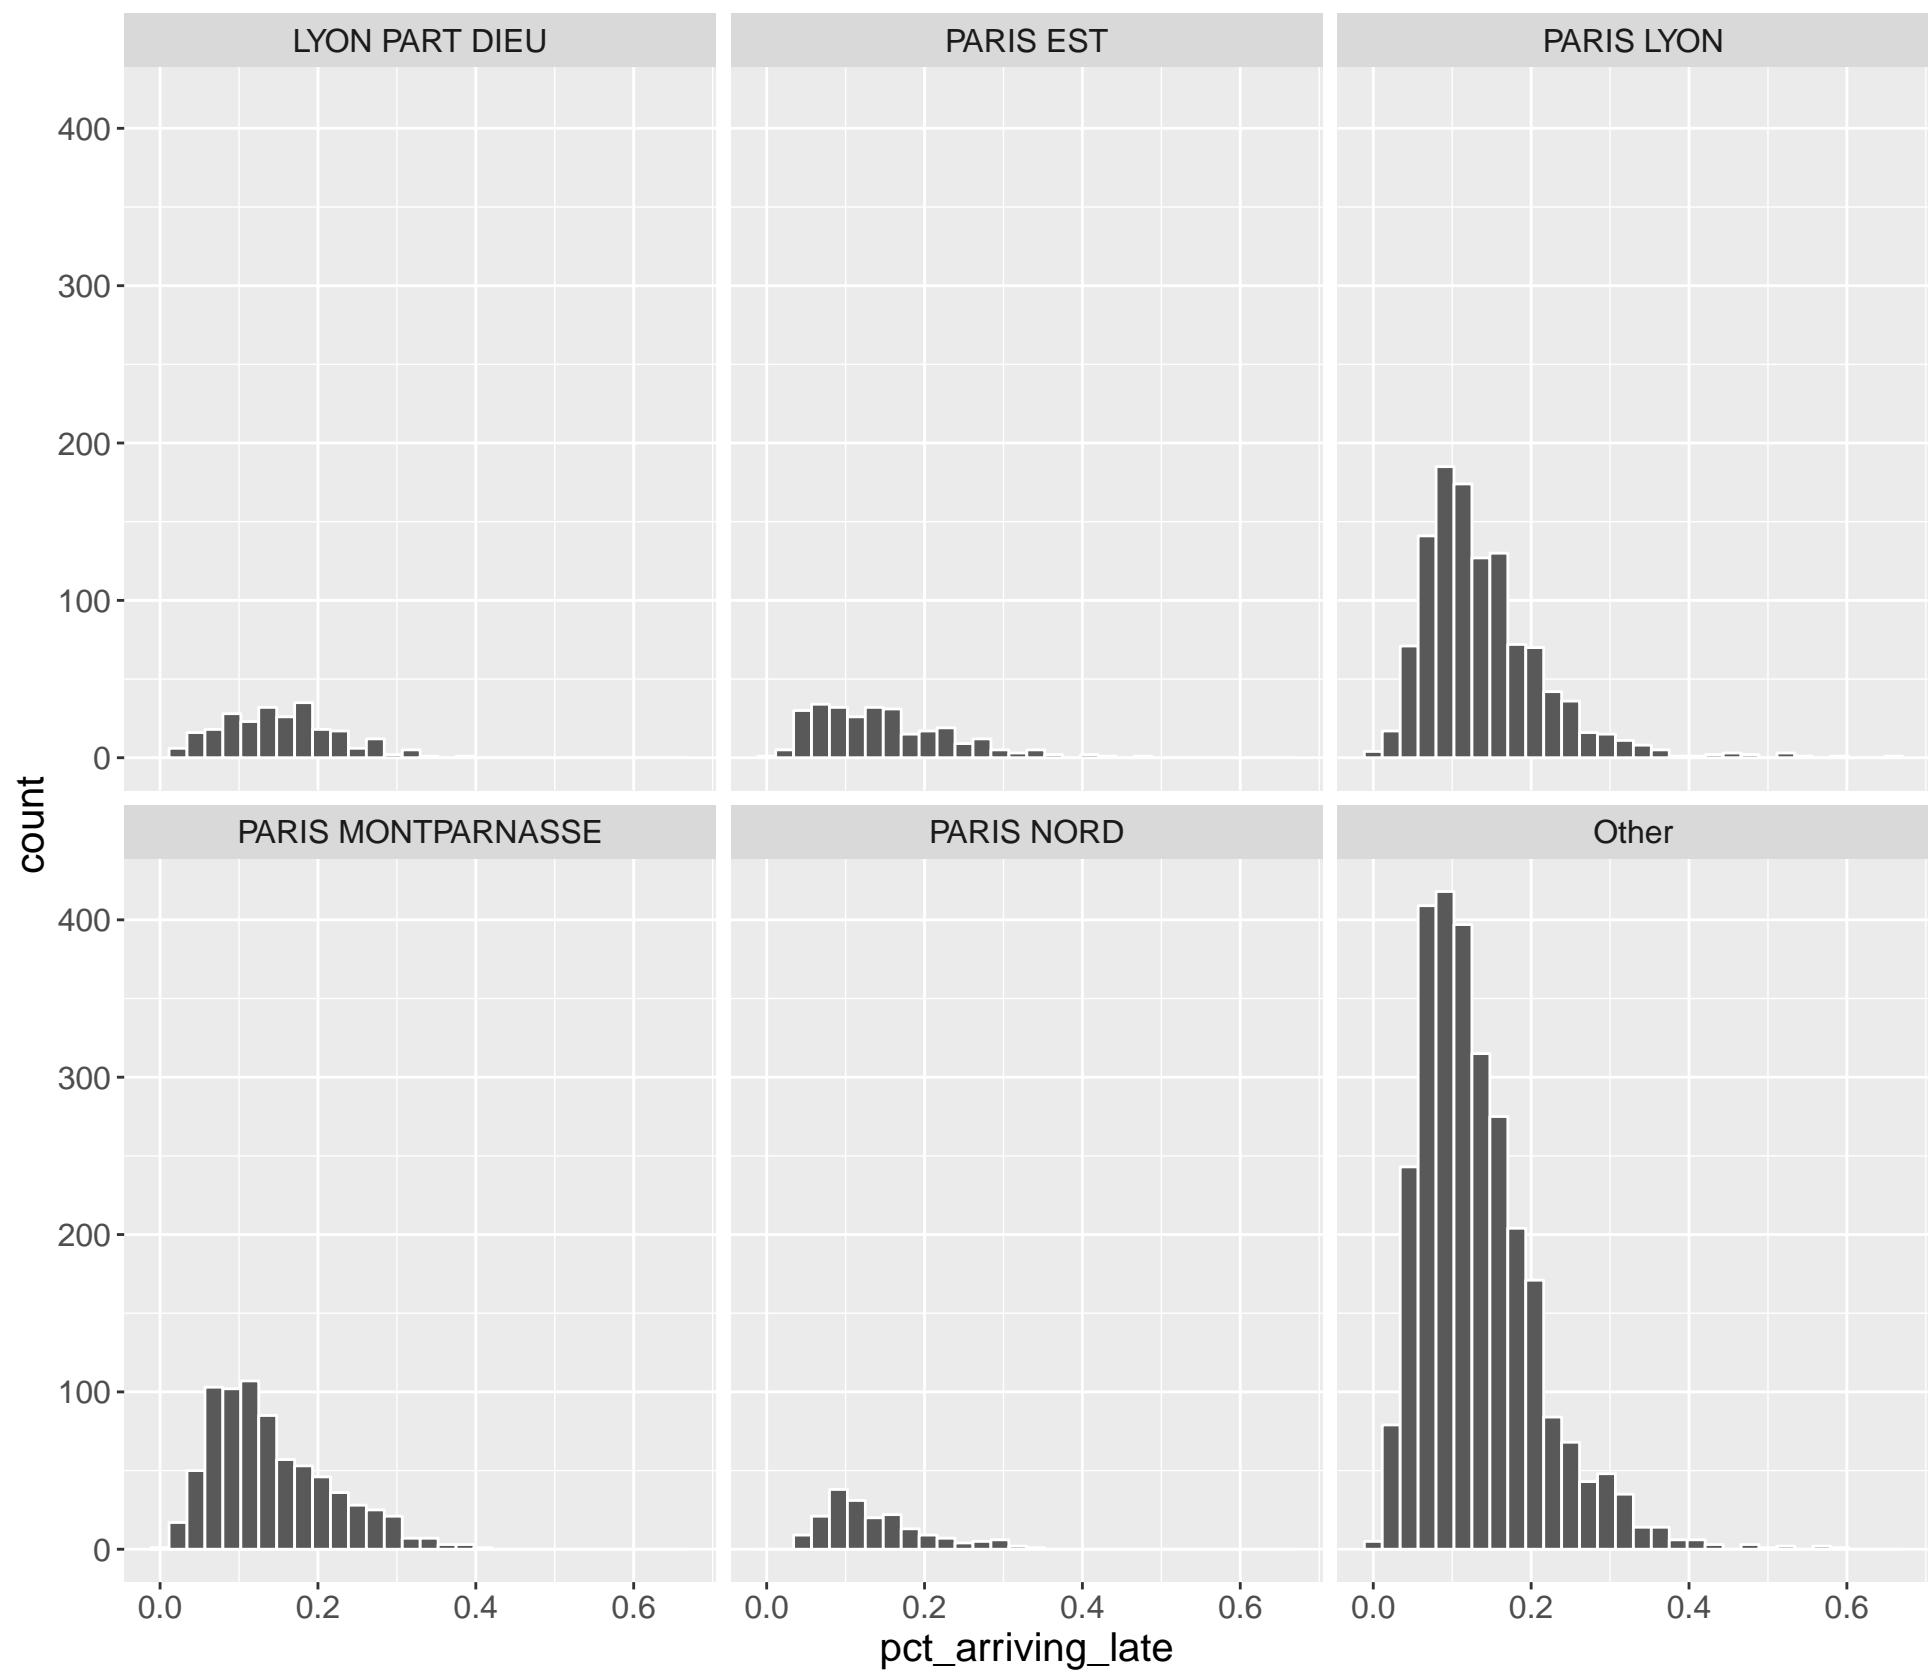 LYON PART DIEU
PARIS EST
PARIS LYON
400
300
200
100
0
PARIS MONTPARNASSE
PARIS NORD
Other
400
300
200
100
0
count
0.0 0.2 0.4 0.6
0.0 0.2 0.4 0.6
0.0 0.2 0.4 0.6
pct_arriving_late